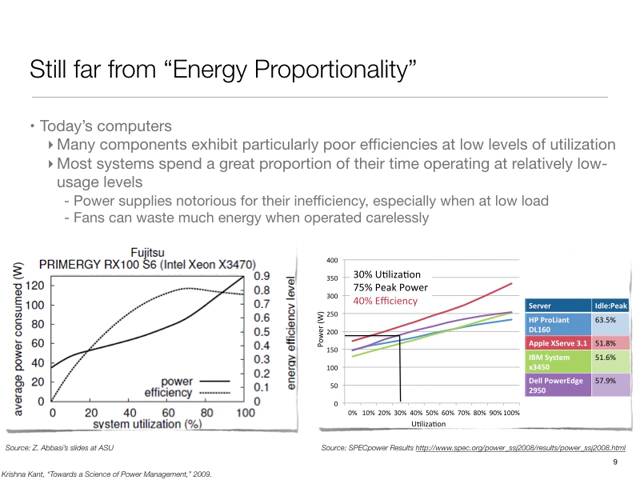 Still far from “Energy Proportionality”
• Today’s computers
▸ Many components exhibit particularly poor efficiencies at low levels of utilization
▸ Most systems spend a great proportion of their time operating at relatively low-
usage levels
- Power supplies notorious for their inefficiency, especially when at low load
- Fans can waste much energy when operated carelessly
Fujitsu
PRIMERGY RX100 S6 (Intel Xeon X3470)
average power consumed (W)
120
100
80
60
40
20
0
0.9
0.8
0.7
0.6
0.5
0.4
0.3
0.2
0.1
0
energy efficiency level
power
efficiency
0 20 40 60 80 100
system utilization (%)
400
350
300
250
200
150
100
50
0
Power (W)
30% Utilization
75% Peak Power
40% Efficiency
0% 10% 20% 30% 40% 50% 60% 70% 80% 90% 100%
Utilization
Server Idle:Peak
HP ProLiant 63.5%
DL160
Apple XServe 3.1 51.8%
IBM System 51.6%
x3450
Dell PowerEdge 57.9%
2950
Source: Z. Abbasi’s slides at ASU
Source: SPECpower Results http://www.spec.org/power_ssj2008/results/power_ssj2008.html
9
Krishna Kant, “Towards a Science of Power Management,” 2009.